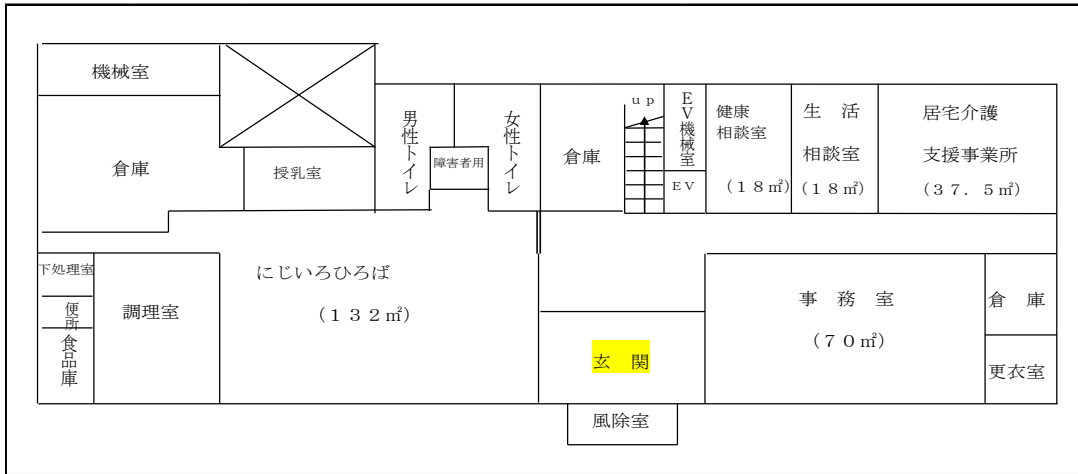 機械室
倉庫
授乳室
男性トイレ
障害者用
女性トイレ
倉庫
ｕｐ
ＥＶ機械室
ＥＶ
健康
相談室
（１８㎡）
生　活
相談室
（１８㎡）
居宅介護
支援事業所
（３７．５㎡）
下処理室
便所
食品庫
調理室
にじいろひろば
（１３２㎡）
玄　関
風除室
事　務　室
（７０㎡）
倉　庫
更衣室